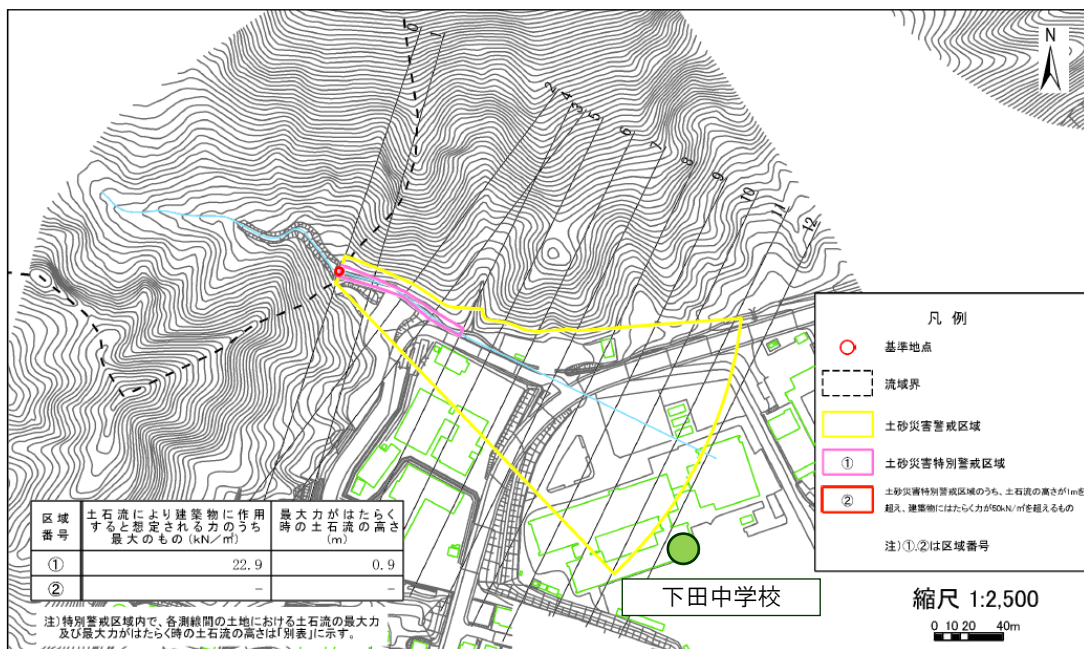 0
1
2
4
3
5
6
7
8
9
10
11
12
N
凡 例
基準地点
流域界
土砂災害警戒区域
①
土砂災害特別警戒区域
②
土砂災害特別警戒区域のうち、土石流の高さが1mを
超え、建築物にはたらく力が50kN/㎡を超えるもの
注)①,②は区域番号
区域
番号
土石流により建築物に作用
すると想定される力のうち
最大のもの(kN/㎡)
最大力がはたらく
時の土石流の高さ
(m)
①
22.9
0.9
②
−
−
注)特別警戒区域内で、各測線間の土地における土石流の最大力
及び最大力がはたらく時の土石流の高さは「別表」に示す。
下田中学校
縮尺 1:2,500
0 10 20 40m